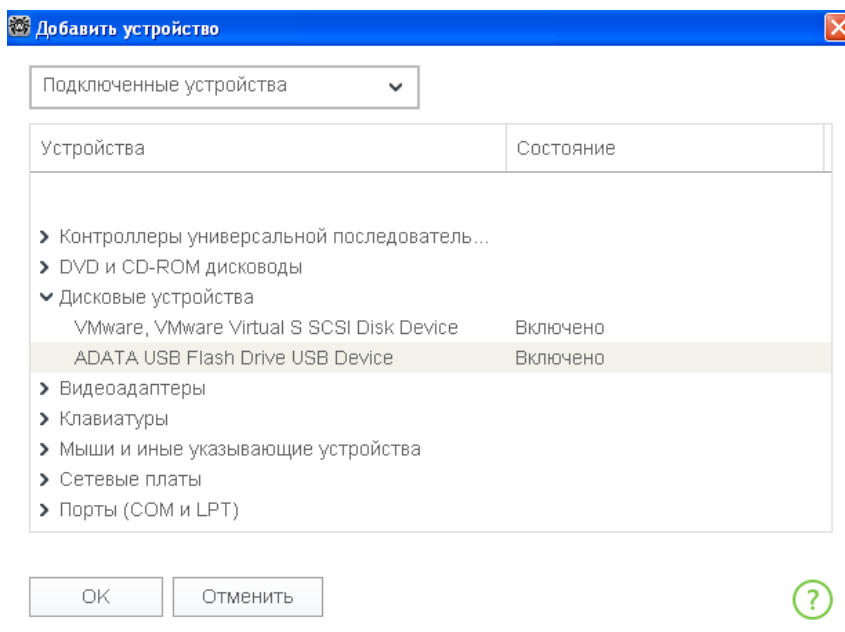 Добавить устройство
Подключенные устройства
Устройства Состояние
Контроллеры универсальной последователь...
DVD и CD-ROM дисководы
Дисковые устройства
VMware, VMware Virtual S SCSI Disk Device Включено
ADATA USB Flash Drive USB Device Включено
Видеоадаптеры
Клавиатуры
Мыши и иные указывающие устройства
Сетевые платы
Порты (COM и LPT)
OK Отменить ?